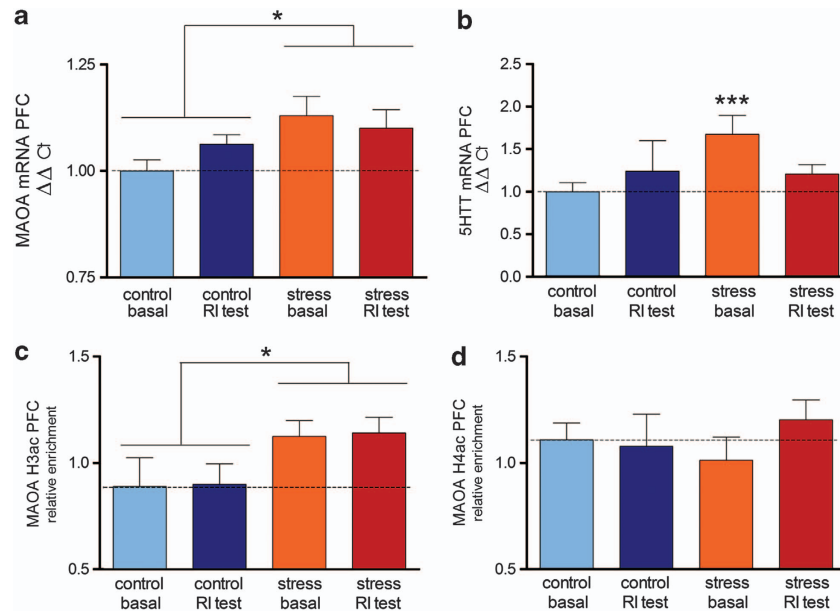 a
*
MAOA mRNA PFC
ΔΔ Ct
1.25
1.00
0.75
control basal
control RI test
stress basal
stress RI test
b
***
5HTT mRNA PFC
ΔΔ Ct
2.5
2.0
1.5
1.0
0.5
0.0
control basal
control RI test
stress basal
stress RI test
c
*
MAOA H3ac PFC
relative enrichment
1.5
1.0
0.5
control basal
control RI test
stress basal
stress RI test
d
MAOA H4ac PFC
relative enrichment
1.5
1.0
0.5
control basal
control RI test
stress basal
stress RI test